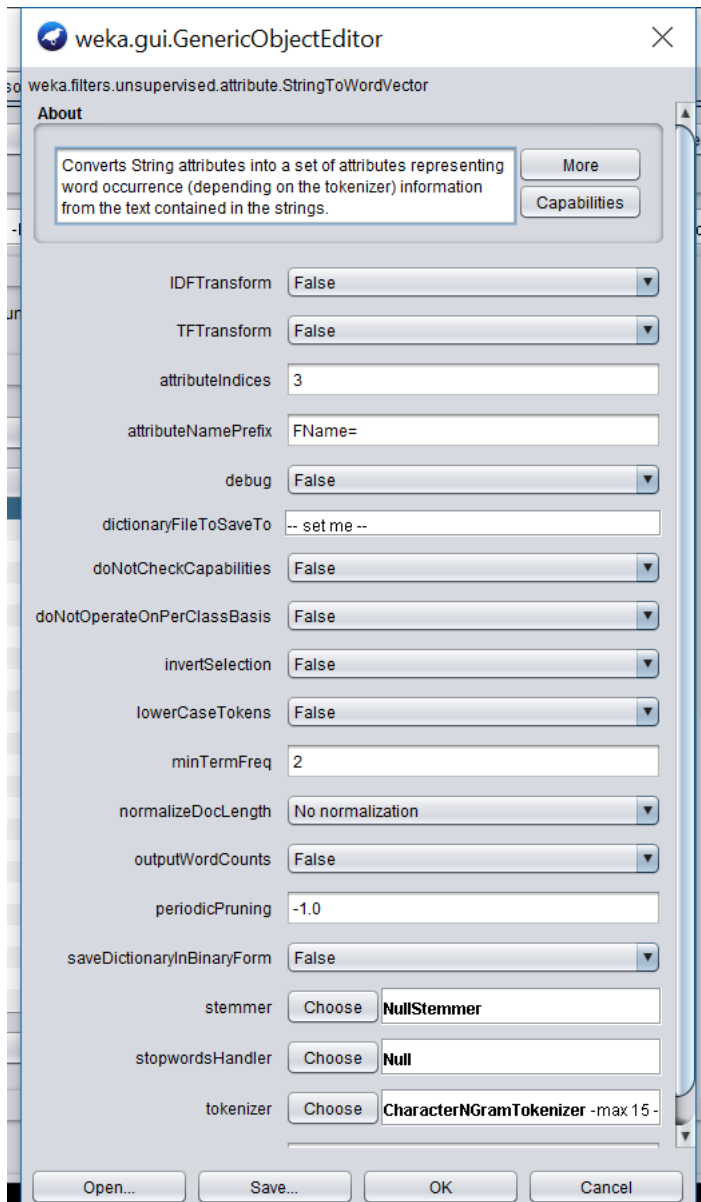 weka.gui.GenericObjectEditor
weka.filters.unsupervised.attribute.StringToWordVector
About
Converts String attributes into a set of attributes representing
word occurrence (depending on the tokenizer) information
from the text contained in the strings.
More
Capabilities
IDFTransform False
TFTransform False
attributeIndices 3
attributeNamePrefix FName=
debug False
dictionaryFileToSaveTo -- set me --
doNotCheckCapabilities False
doNotOperateOnPerClassBasis False
invertSelection False
lowerCaseTokens False
minTermFreq 2
normalizeDocLength No normalization
outputWordCounts False
periodicPruning -1.0
saveDictionaryInBinaryForm False
stemmer Choose NullStemmer
stopwordsHandler Choose Null
tokenizer Choose CharacterNGramTokenizer -max 15 -
Open... Save... OK Cancel